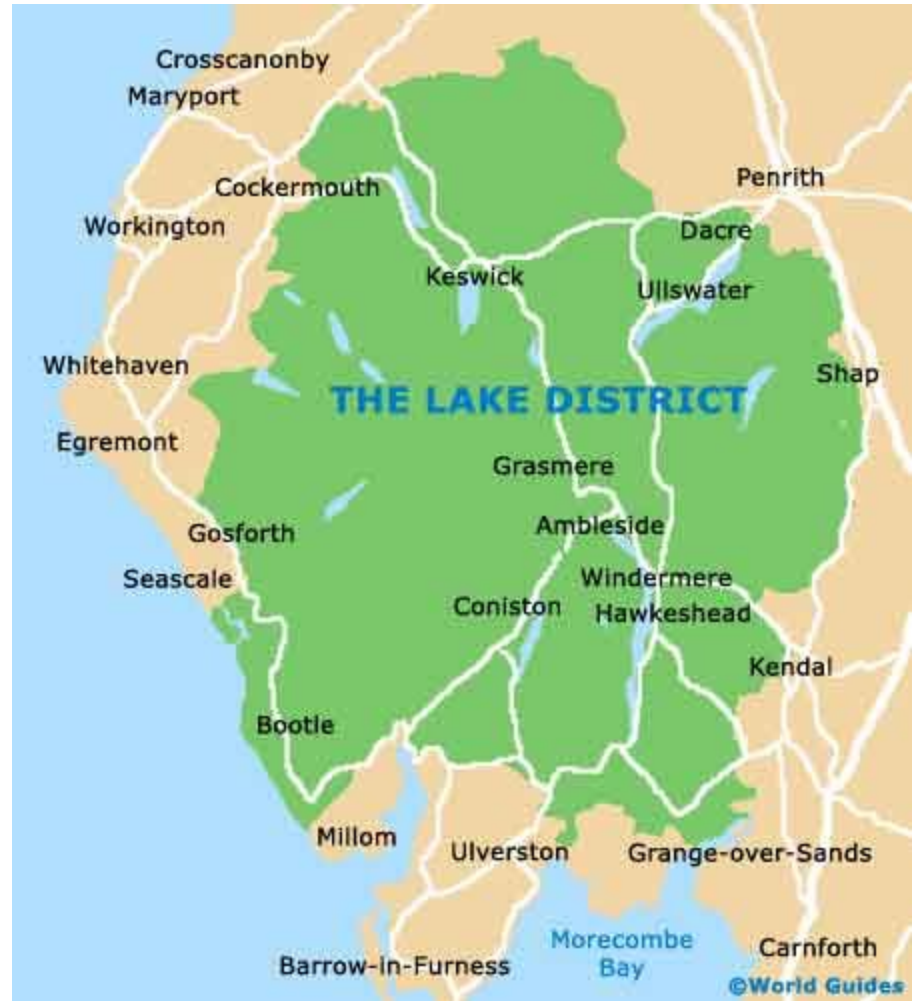 Crosscanonby
Maryport
Penrith
Cockermouth
Workington
Dacre
Keswick
Ullswater
Whitehaven
Shap
THE LAKE DISTRICT
Egremont
Grasmere
Ambleside
Gosforth
Seascale
Windermere
Coniston
Hawkeshead
Kendal
Bootle
Millom
Ulverston
Grange-over-Sands
Morecombe
Bay
Carnforth
Barrow-in-Furness
©World Guides